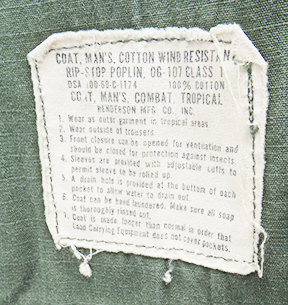 COAT, MAN'S, COTTON WIND RESISTAN
RIP-STOP POPLIN, OG-107 CLASS 1
DSA 100-69-C-1174 100% COTTON
COAT, MAN'S, COMBAT, TROPICAL
HENDERSON MFG CO. INC.
1. Wear as outer garment in tropical areas
2. Wear outside of trousers
3. Front closure can be opened for ventilation and
should be closed for protection against insects
4. Sleeves are provided with adjustable cuffs to
permit sleeve to be rolled up.
5. A drain hole is provided at the bottom of each
pocket to allow water to drain out.
6. Coat can be hand laundered. Make sure all soap
is thoroughly rinsed out.
7. Coat is made longer than normal in order that
Load Carrying Equipment does not cover pockets.